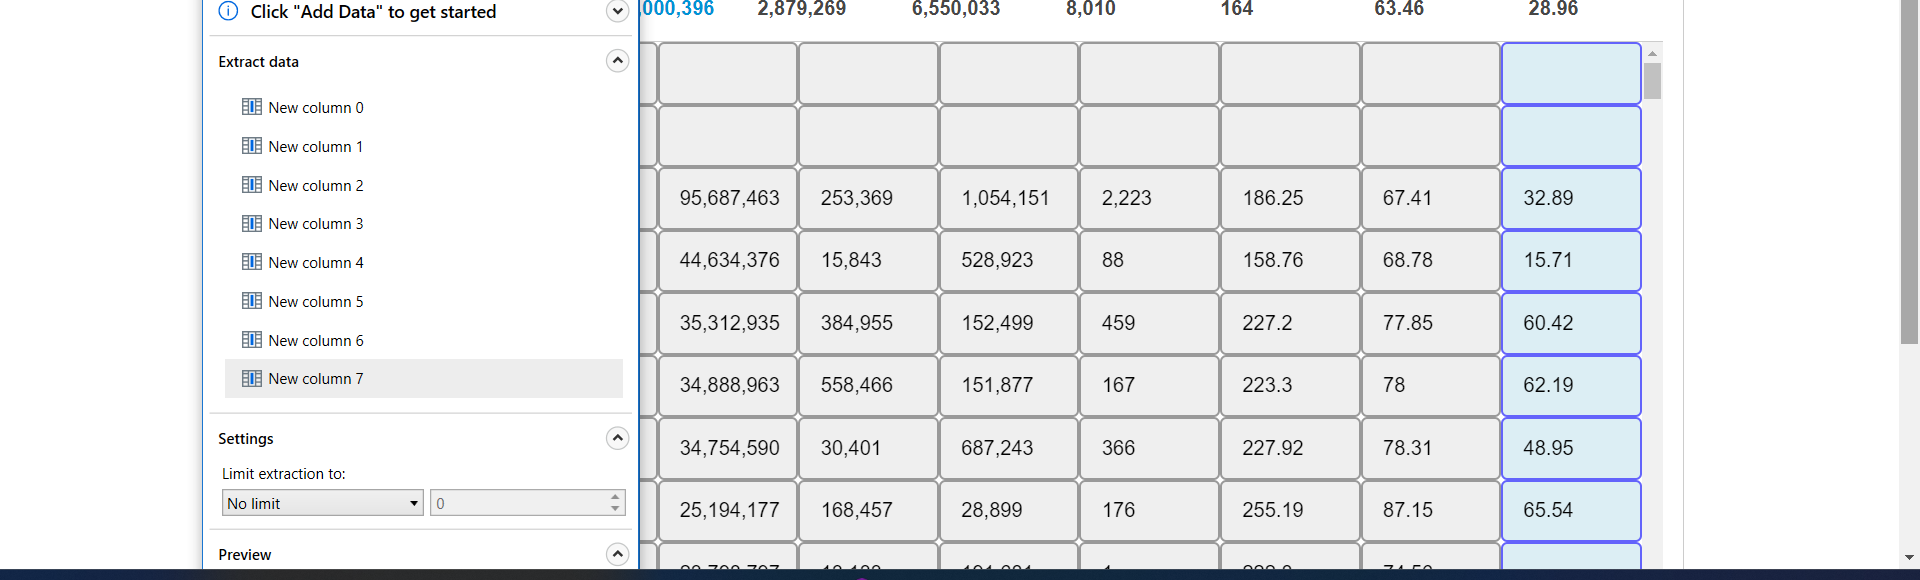 Click "Add Data" to get started
Extract data
New column 0
New column 1
New column 2
New column 3
New column 4
New column 5
New column 6
New column 7
Settings
Limit extraction to:
No limit 0
Preview
,000,396 2,879,269 6,550,033 8,010 164 63.46 28.96
95,687,463 253,369 1,054,151 2,223 186.25 67.41 32.89
44,634,376 15,843 528,923 88 158.76 68.78 15.71
35,312,935 384,955 152,499 459 227.2 77.85 60.42
34,888,963 558,466 151,877 167 223.3 78 62.19
34,754,590 30,401 687,243 366 227.92 78.31 48.95
25,194,177 168,457 28,899 176 255.19 87.15 65.54